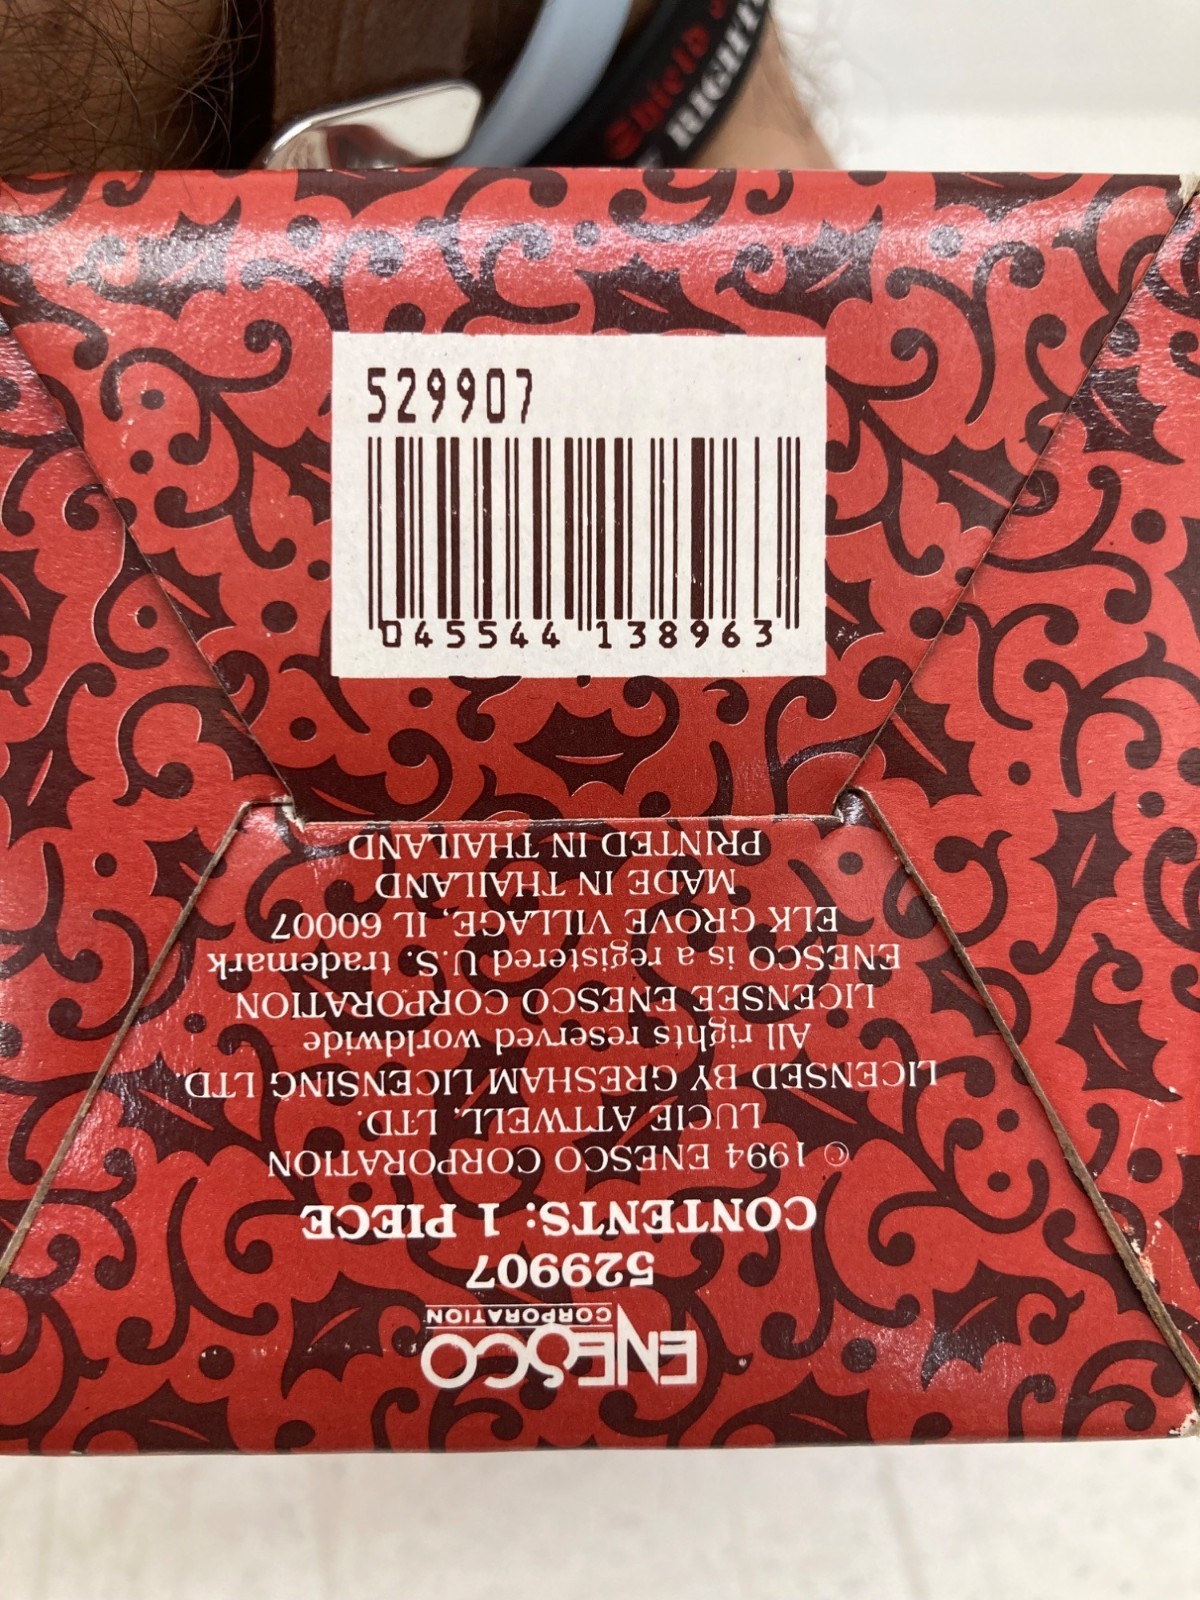 529907
045544 138963
ENESCO
CORPORATION
529907
CONTENTS: 1 PIECE
© 1994 ENESCO CORPORATION
LUCIE ATTWELL, LTD.
LICENSED BY GRESHAM LICENSING LTD.
All rights reserved worldwide
LICENSEE ENESCO CORPORATION
ENESCO is a registered U.S. trademark
ELK GROVE VILLAGE, IL 60007
MADE IN THAILAND
PRINTED IN THAILAND